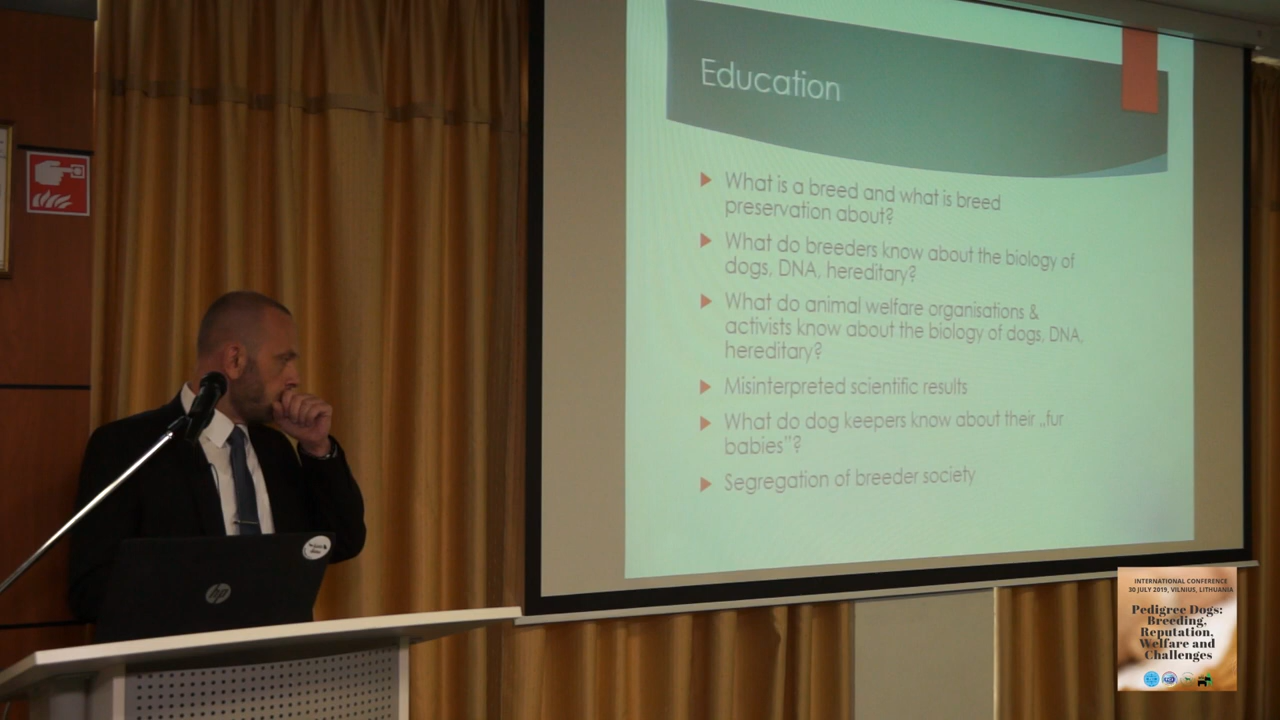 Education
What is a breed and what is breed
preservation about?
What do breeders know about the biology of
dogs, DNA, hereditary?
What do animal welfare organisations &
activists know about the biology of dogs, DNA,
hereditary?
Misinterpreted scientific results
What do dog keepers know about their „fur
babies”?
Segregation of breeder society
hp
INTERNATIONAL CONFERENCE
30 JULY 2019, VILNIUS, LITHUANIA
Pedigree Dogs:
Breeding,
Reputation,
Welfare and
Challenges